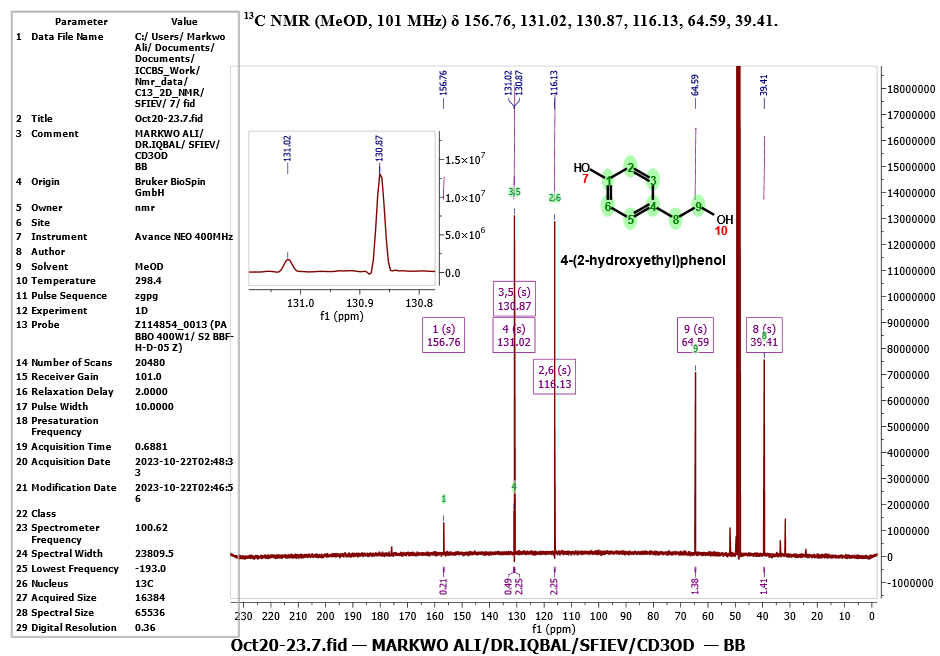 ¹³C NMR (MeOD, 101 MHz) δ 156.76, 131.02, 130.87, 116.13, 64.59, 39.41.
Parameter Value
1 Data File Name C:/ Users/ Markwo
Ali/ Documents/
Documents/
ICCBS_Work/
Nmr_data/
C13_2D_NMR/
SFIEV/ 7/ fid
2 Title Oct20-23.7.fid
3 Comment MARKWO ALI/
DR.IQBAL/ SFIEV/
CD3OD
BB
4 Origin Bruker BioSpin
GmbH
5 Owner nmr
6 Site
7 Instrument Avance NEO 400MHz
8 Author
9 Solvent MeOD
10 Temperature 298.4
11 Pulse Sequence zgpg
12 Experiment 1D
13 Probe Z114854_0013 (PA
BBO 400W1/ S2 BBF-
H-D-05 Z)
14 Number of Scans 20480
15 Receiver Gain 101.0
16 Relaxation Delay 2.0000
17 Pulse Width 10.0000
18 Presaturation
Frequency
19 Acquisition Time 0.6881
20 Acquisition Date 2023-10-22T02:48:3
3
21 Modification Date 2023-10-22T02:46:5
6
22 Class
23 Spectrometer 100.62
Frequency
24 Spectral Width 23809.5
25 Lowest Frequency -193.0
26 Nucleus 13C
27 Acquired Size 16384
28 Spectral Size 65536
29 Digital Resolution 0.36
156.76 131.02 130.87 116.13 64.59 39.41
131.02 130.87
1.5×10⁷
1.0×10⁷
5.0×10⁶
0.0
131.0 130.9 130.8
f1 (ppm)
3,5
2,6
HO
7
1 2 3
6 5 4 8 9
OH
10
4-(2-hydroxyethyl)phenol
3,5 (s)
130.87
1 (s)
156.76
4 (s)
131.02
2,6 (s)
116.13
9 (s)
64.59
9
8 (s)
39.41
8
1
4
18000000
17000000
16000000
15000000
14000000
13000000
12000000
11000000
10000000
9000000
8000000
7000000
6000000
5000000
4000000
3000000
2000000
1000000
0
-1000000
0.21 0.49 2.25 2.25 1.38 1.41
230 220 210 200 190 180 170 160 150 140 130 120 110 100 90 80 70 60 50 40 30 20 10 0
f1 (ppm)
Oct20-23.7.fid — MARKWO ALI/DR.IQBAL/SFIEV/CD3OD — BB